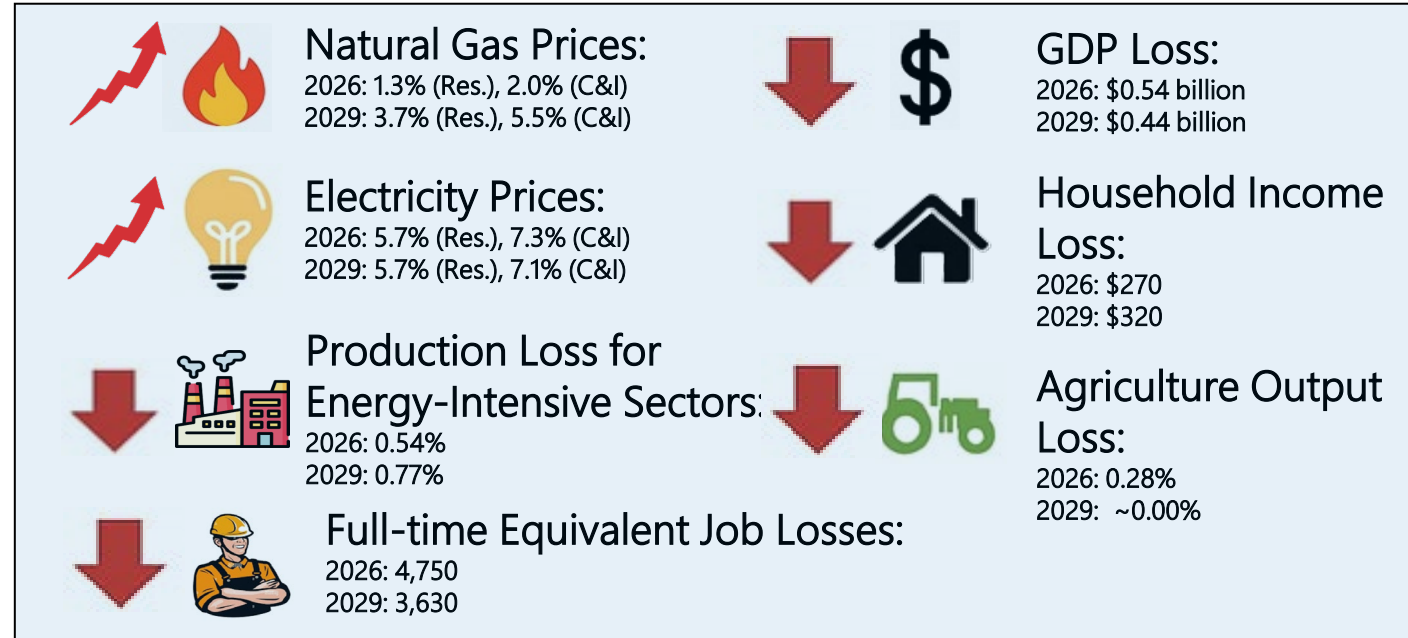 Natural Gas Prices:
2026: 1.3% (Res.), 2.0% (C&I)
2029: 3.7% (Res.), 5.5% (C&I)
Electricity Prices:
2026: 5.7% (Res.), 7.3% (C&I)
2029: 5.7% (Res.), 7.1% (C&I)
Production Loss for
Energy-Intensive Sectors:
2026: 0.54%
2029: 0.77%
Full-time Equivalent Job Losses:
2026: 4,750
2029: 3,630
$
GDP Loss:
2026: $0.54 billion
2029: $0.44 billion
Household Income
Loss:
2026: $270
2029: $320
Agriculture Output
Loss:
2026: 0.28%
2029: ~0.00%